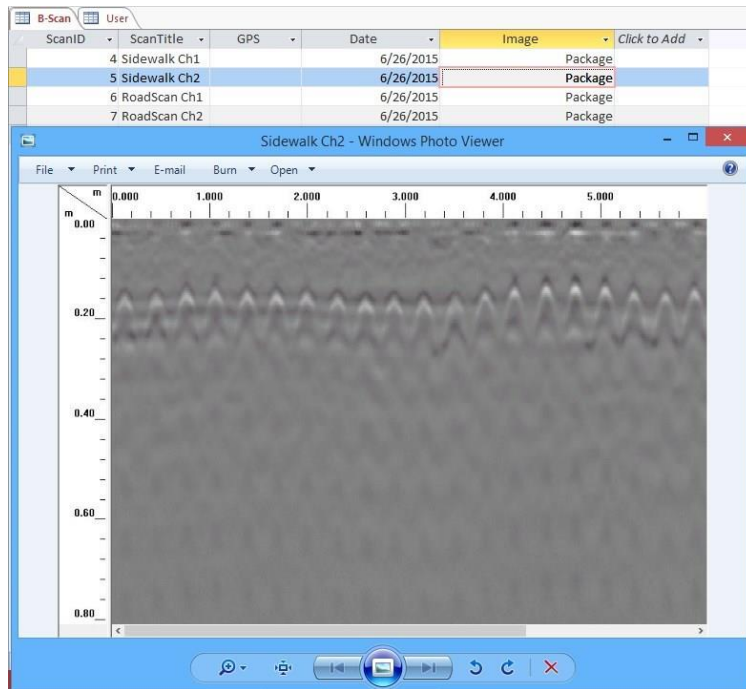 B-Scan User
ScanID ScanTitle GPS Date Image Click to Add
4 Sidewalk Ch1 6/26/2015 Package
5 Sidewalk Ch2 6/26/2015 Package
6 RoadScan Ch1 6/26/2015 Package
7 RoadScan Ch2 6/26/2015 Package
Sidewalk Ch2 - Windows Photo Viewer
File Print E-mail Burn Open
m 0.000 1.000 2.000 3.000 4.000 5.000
m
0.00
0.20
0.40
0.60
0.80